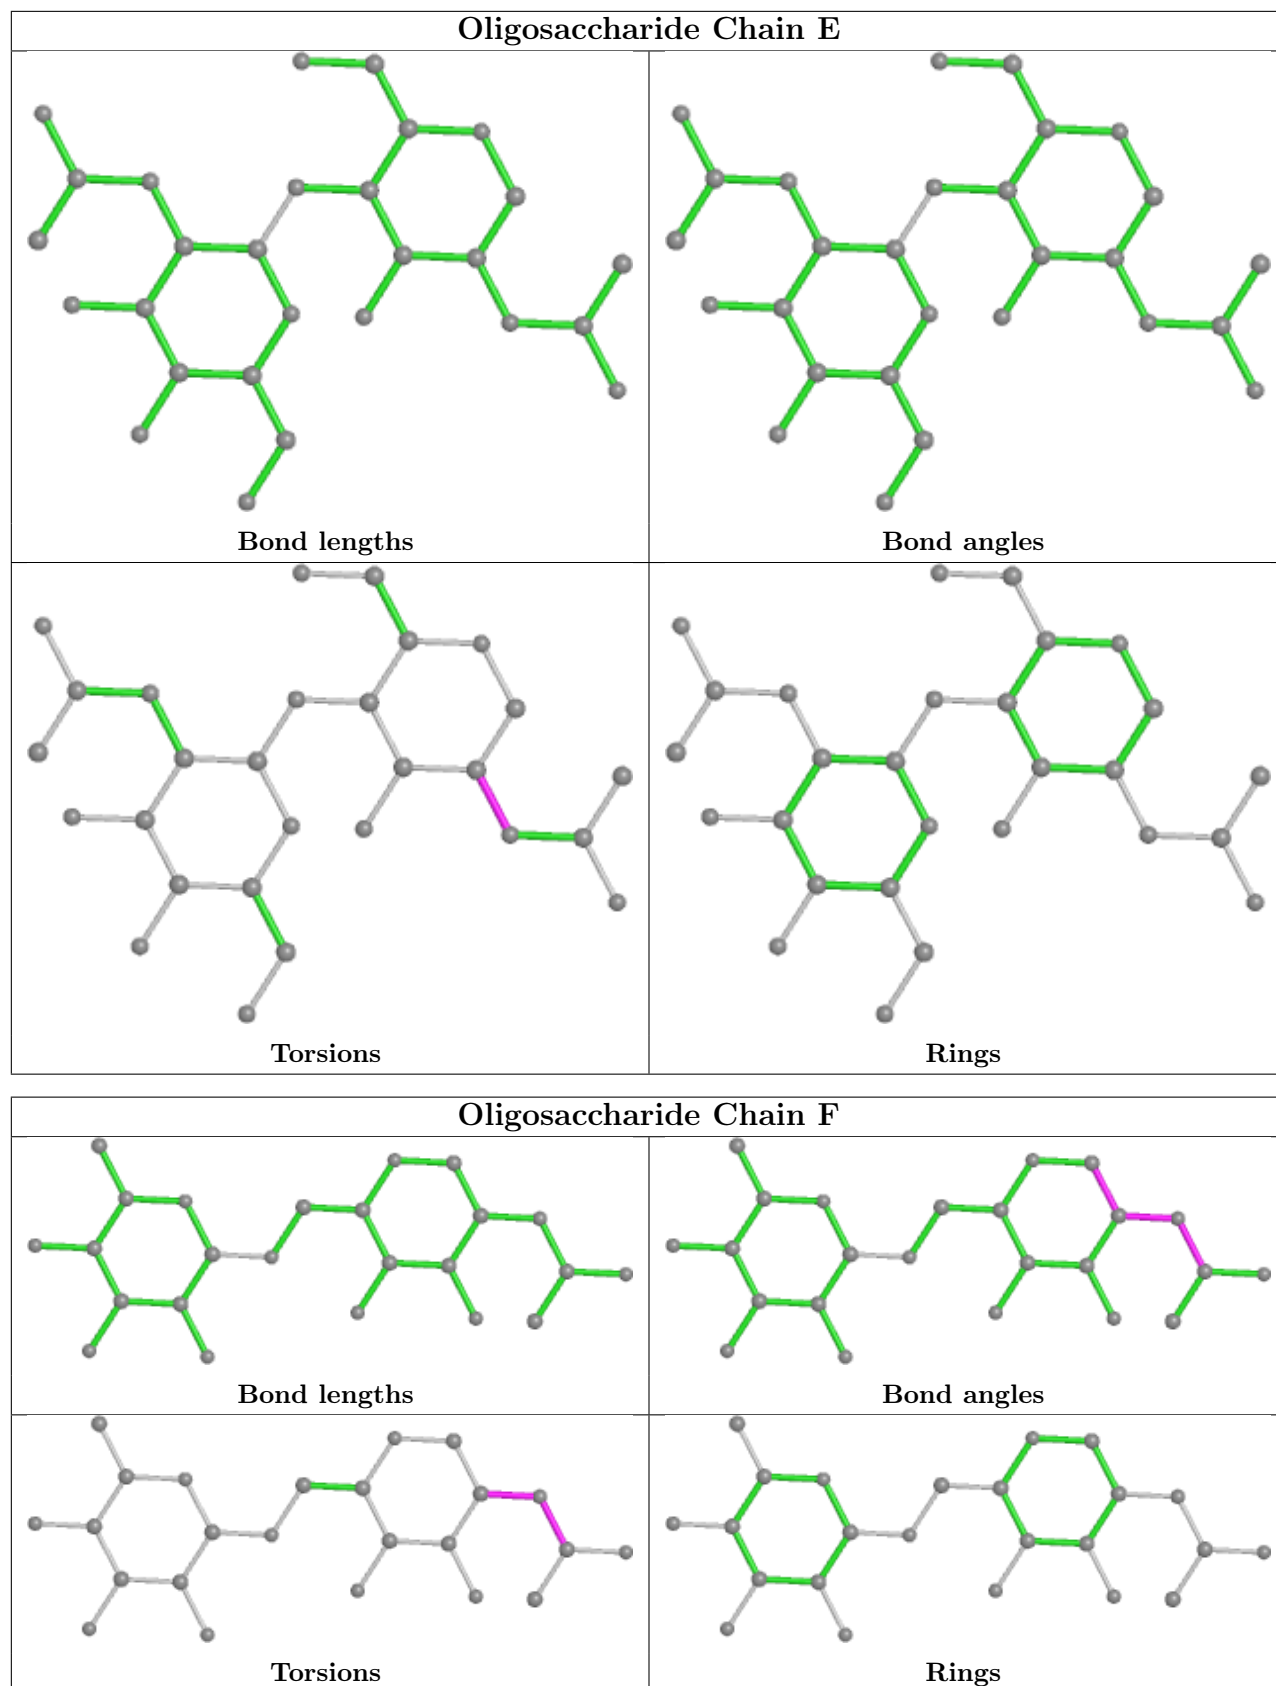 Oligosaccharide Chain E
Bond lengths
Bond angles
Torsions
Rings
Oligosaccharide Chain F
Bond lengths
Bond angles
Torsions
Rings